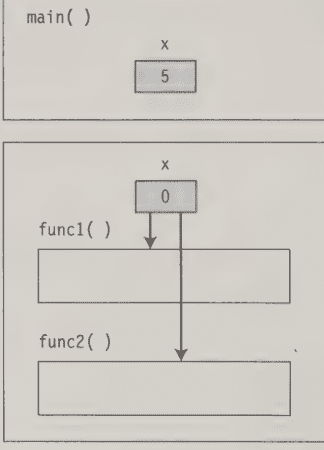 main( )
x
5
x
0
func1( )
func2( )